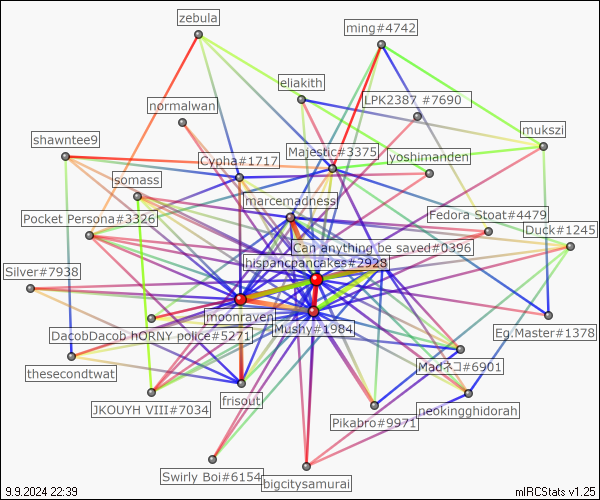 zebula
ming#4742
eliakith
LPK2387 #7690
normalwan
mukszi
shawntee9
Majestic#3375
Cypha#1717
yoshimanden
somass
marcemadness
Pocket Persona#3326
Fedora Stoat#4479
Duck#1245
Can anything be saved#0396
hispancpancakes#2928
Silver#7938
moonraven
Mushy#1984
Eg.Master#1378
DacobDacob hORNY police#5271
thesecondtwat
Madネコ#6901
JKOUYH VIII#7034
frisout
neokingghidorah
Pikabro#9971
Swirly Boi#6154
bigcitysamurai
9.9.2024 22:39
mIRCStats v1.25